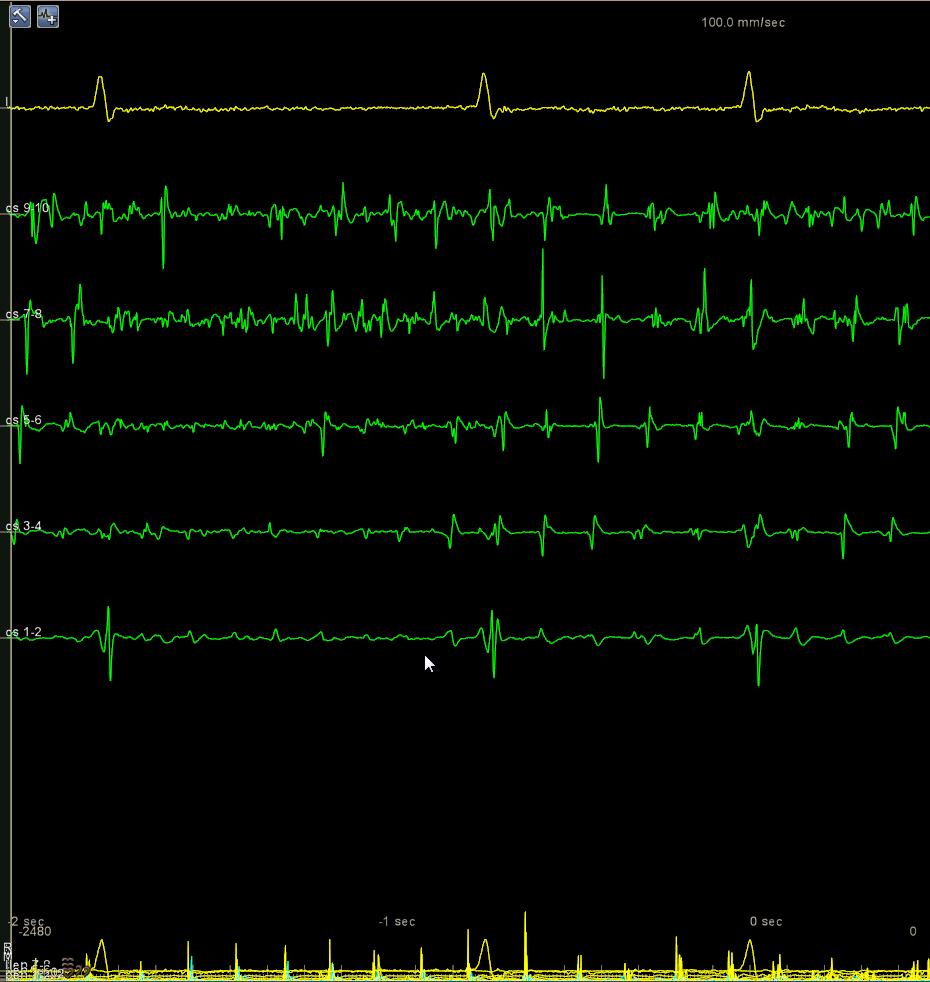 100.0 mm/sec
I
cs 9-10
cs 7-8
cs 5-6
cs 3-4
cs 1-2
-2 sec
-1 sec
0 sec
-2480
0